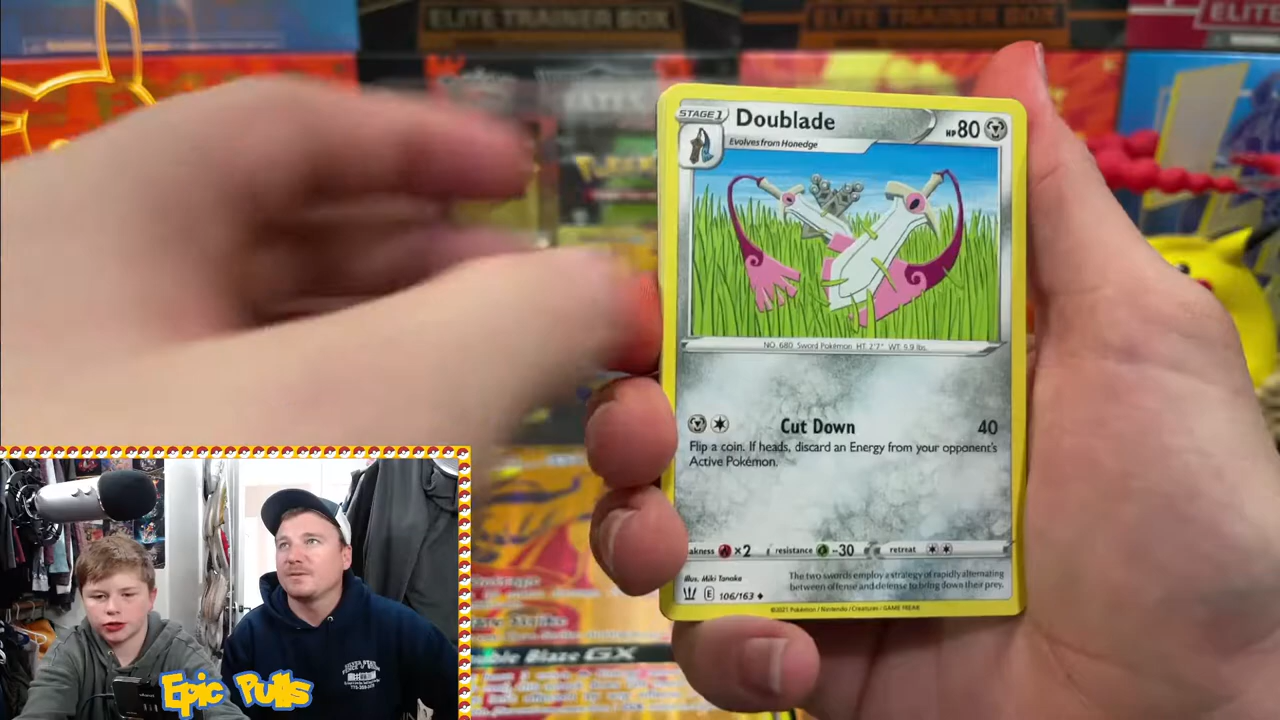 ELITE TRAINER BOX
ELITE TRAINER BOX
ELITE
STAGE 1
Doublade
HP 80
Evolves from Honedge
NO. 680 Sword Pokémon HT: 2'7" WT: 9.9 lbs.
Cut Down 40
Flip a coin. If heads, discard an Energy from your opponent's
Active Pokémon.
akness ×2 resistance -30 retreat
Illus. Miki Tanaka
The two swords employ a strategy of rapidly alternating
between offense and defense to bring down their prey.
E 106/163
©2021 Pokémon / Nintendo / Creatures / GAME FREAK
Blaze GX
Epic Pulls